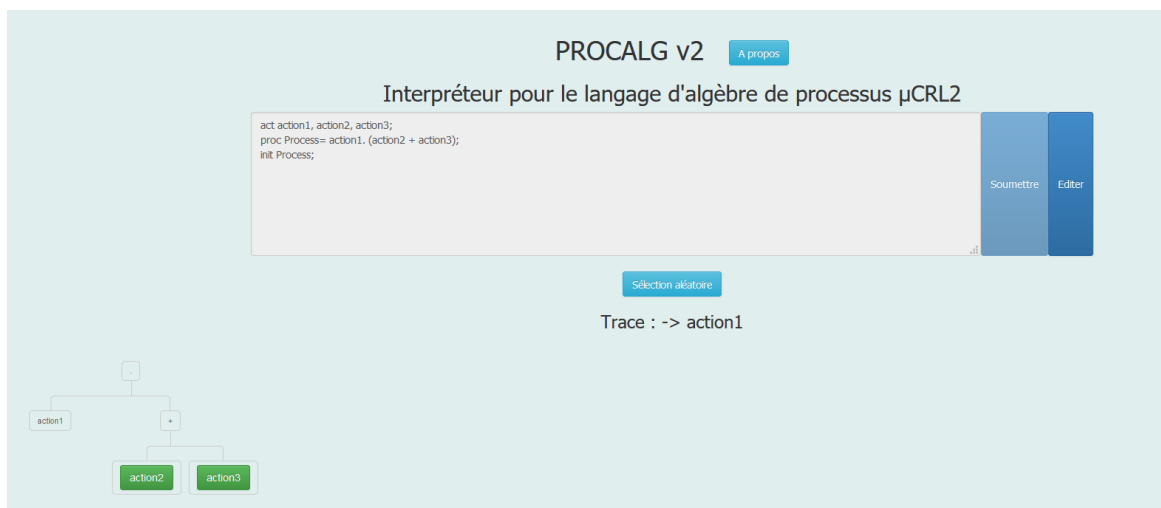 PROCALG v2 A propos
Interpréteur pour le langage d'algèbre de processus µCRL2
act action1, action2, action3;
proc Process= action1. (action2 + action3);
init Process;
Soumettre Editer
Sélection aléatoire
Trace : -> action1
.
action1 +
action2 action3